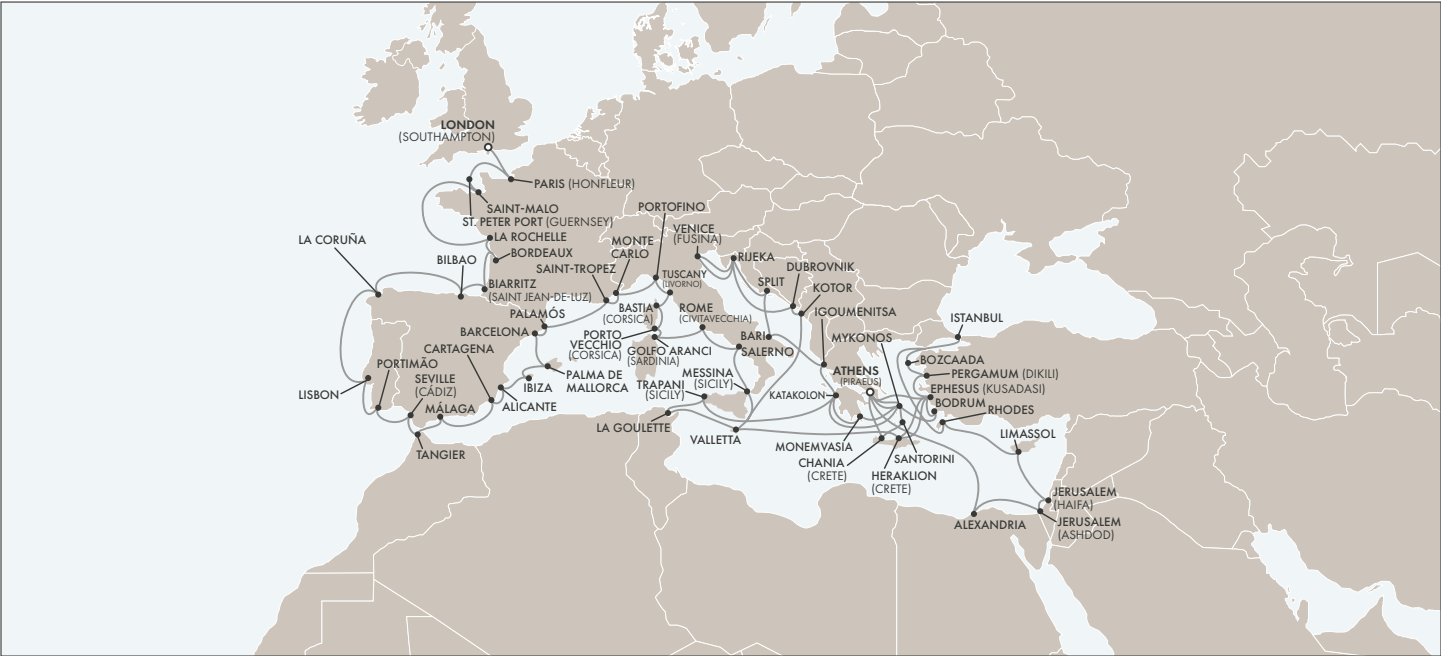 LONDON
(SOUTHAMPTON)
PARIS (HONFLEUR)
SAINT-MALO
ST. PETER PORT (GUERNSEY)
LA ROCHELLE
BORDEAUX
LA CORUÑA
BILBAO
BIARRITZ
(SAINT JEAN-DE-LUZ)
PORTOFINO
MONTE
CARLO
SAINT-TROPEZ
VENICE
(FUSINA)
RIJEKA
TUSCANY
(LIVORNO)
SPLIT
DUBROVNIK
KOTOR
PALAMÓS
BARCELONA
BASTIA
(CORSICA)
ROME
(CIVITAVECCHIA)
IGOUMENITSA
ISTANBUL
PORTO
VECCHIO
(CORSICA)
GOLFO ARANCI
(SARDINIA)
BARI
SALERNO
MYKONOS
CARTAGENA
PORTIMÃO
SEVILLE
(CÁDIZ)
LISBON
MÁLAGA
TANGIER
ALICANTE
IBIZA
PALMA DE
MALLORCA
TRAPANI
(SICILY)
MESSINA
(SICILY)
LA GOULETTE
VALLETTA
KATAKOLON
ATHENS
(PIRAEUS)
BOZCAADA
PERGAMUM (DIKILI)
EPHESUS (KUSADASI)
BODRUM
RHODES
MONEMVASIA
CHANIA
(CRETE)
HERAKLION
(CRETE)
SANTORINI
LIMASSOL
ALEXANDRIA
JERUSALEM
(HAIFA)
JERUSALEM
(ASHDOD)